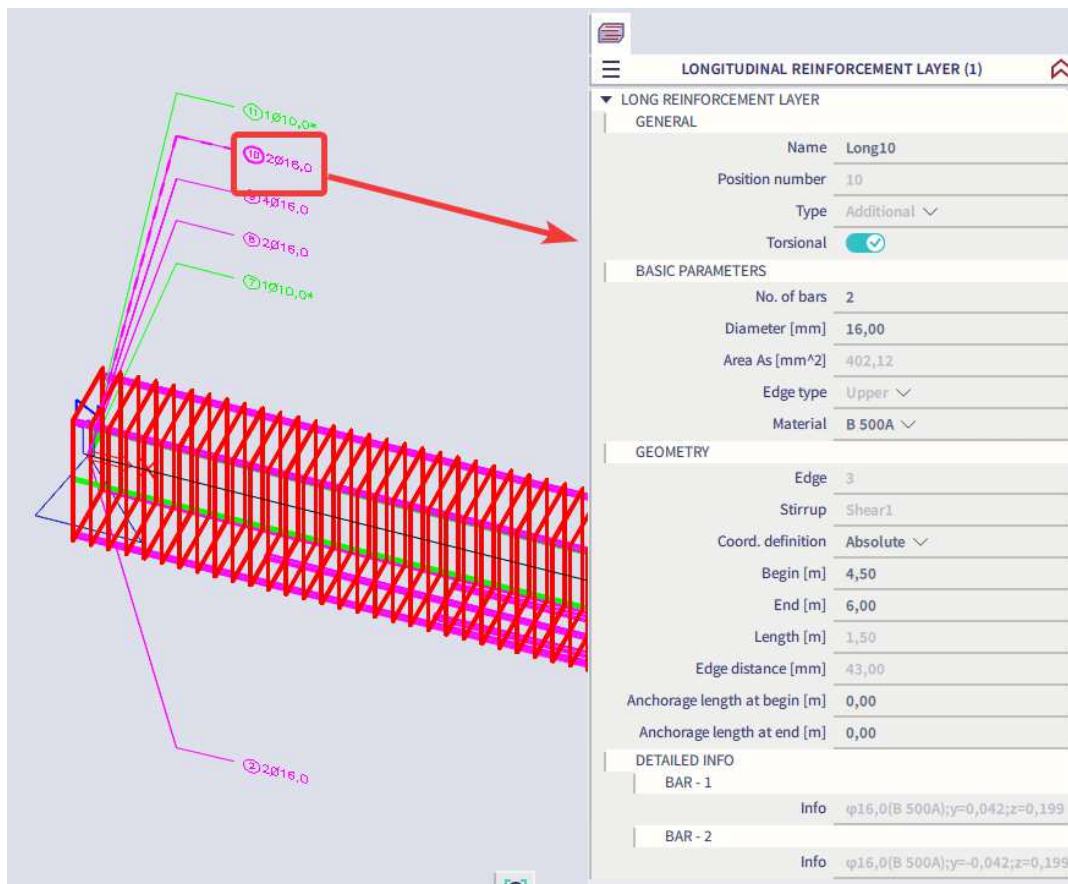 ⑪1Ø10,0*
⑩2Ø16,0
⑨4Ø16,0
⑧2Ø16,0
⑦1Ø10,0*
②2Ø16,0
LONGITUDINAL REINFORCEMENT LAYER (1)
LONG REINFORCEMENT LAYER
GENERAL
Name Long10
Position number 10
Type Additional
Torsional
BASIC PARAMETERS
No. of bars 2
Diameter [mm] 16,00
Area As [mm^2] 402,12
Edge type Upper
Material B 500A
GEOMETRY
Edge 3
Stirrup Shear1
Coord. definition Absolute
Begin [m] 4,50
End [m] 6,00
Length [m] 1,50
Edge distance [mm] 43,00
Anchorage length at begin [m] 0,00
Anchorage length at end [m] 0,00
DETAILED INFO
BAR - 1
Info φ16,0(B 500A);y=0,042;z=0,199
BAR - 2
Info φ16,0(B 500A);y=-0,042;z=0,199